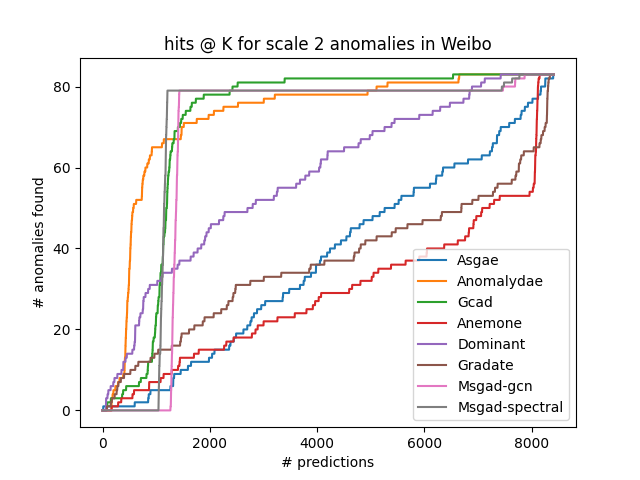 hits @ K for scale 2 anomalies in Weibo
# anomalies found
80
60
40
20
0
0 2000 4000 6000 8000
# predictions
Asgae
Anomalydae
Gcad
Anemone
Dominant
Gradate
Msgad-gcn
Msgad-spectral